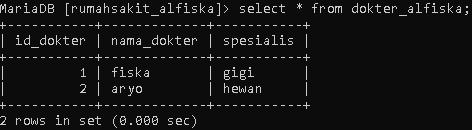 MariaDB [rumahsakit_alfiska]> select * from dokter_alfiska;
+-----------+-------------+-----------+
| id_dokter | nama_dokter | spesialis |
+-----------+-------------+-----------+
|         1 | fiska       | gigi      |
|         2 | aryo        | hewan     |
+-----------+-------------+-----------+
2 rows in set (0.000 sec)